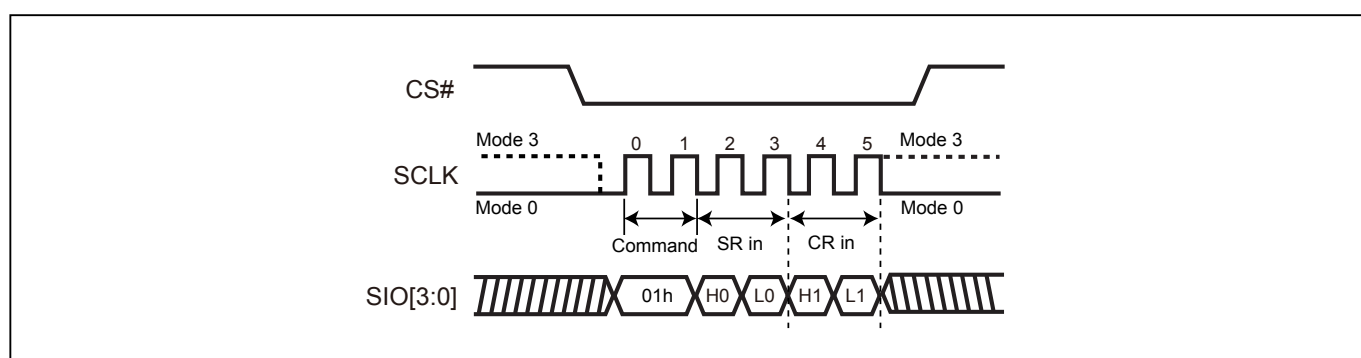 CS#
Mode 3 0 1 2 3 4 5 Mode 3
SCLK
Mode 0 Mode 0
Command SR in CR in
SIO[3:0] 01h H0 L0 H1 L1